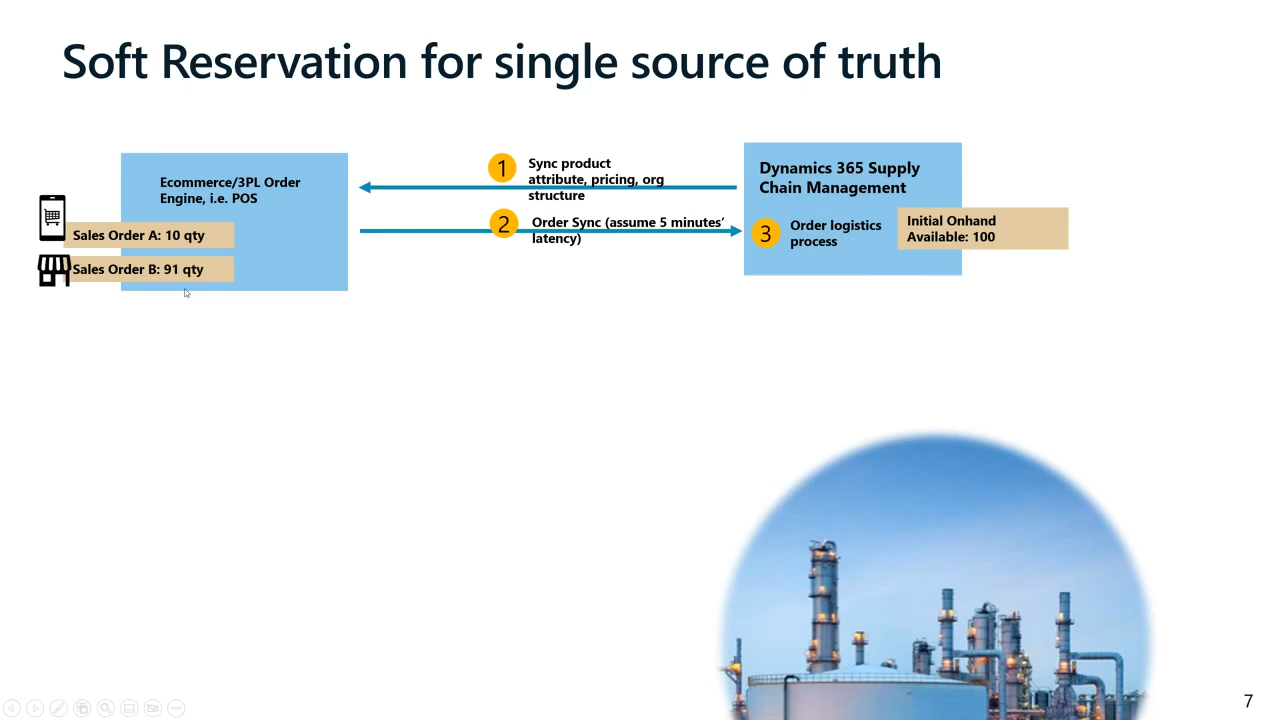 Soft Reservation for single source of truth
Ecommerce/3PL Order
Engine, i.e. POS
Sales Order A: 10 qty
Sales Order B: 91 qty
1
Sync product
attribute, pricing, org
structure
2
Order Sync (assume 5 minutes’
latency)
Dynamics 365 Supply
Chain Management
3
Order logistics
process
Initial Onhand
Available: 100
7